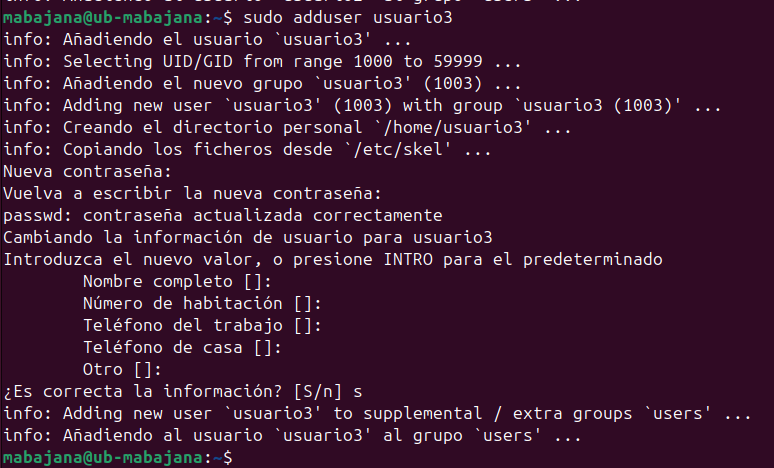 mabajana@ub-mabajana:~$ sudo adduser usuario3
info: Añadiendo el usuario `usuario3' ...
info: Selecting UID/GID from range 1000 to 59999 ...
info: Añadiendo el nuevo grupo `usuario3' (1003) ...
info: Adding new user `usuario3' (1003) with group `usuario3 (1003)' ...
info: Creando el directorio personal `/home/usuario3' ...
info: Copiando los ficheros desde `/etc/skel' ...
Nueva contraseña:
Vuelva a escribir la nueva contraseña:
passwd: contraseña actualizada correctamente
Cambiando la información de usuario para usuario3
Introduzca el nuevo valor, o presione INTRO para el predeterminado
        Nombre completo []:
        Número de habitación []:
        Teléfono del trabajo []:
        Teléfono de casa []:
        Otro []:
¿Es correcta la información? [S/n] s
info: Adding new user `usuario3' to supplemental / extra groups `users' ...
info: Añadiendo al usuario `usuario3' al grupo `users' ...
mabajana@ub-mabajana:~$